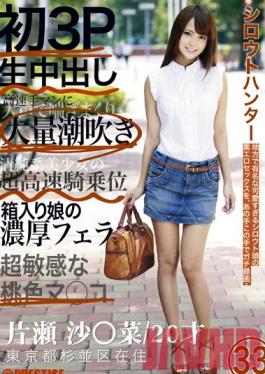 初3P
生中出し
大量潮吹き
清純系美少女の
超高速騎乗位
箱入り娘の
濃厚フェラ
超敏感な
桃色マ〇コ
片瀬 沙〇菜/20才
東京都杉並区在住
シロウトハンター
33
PRESTIGE